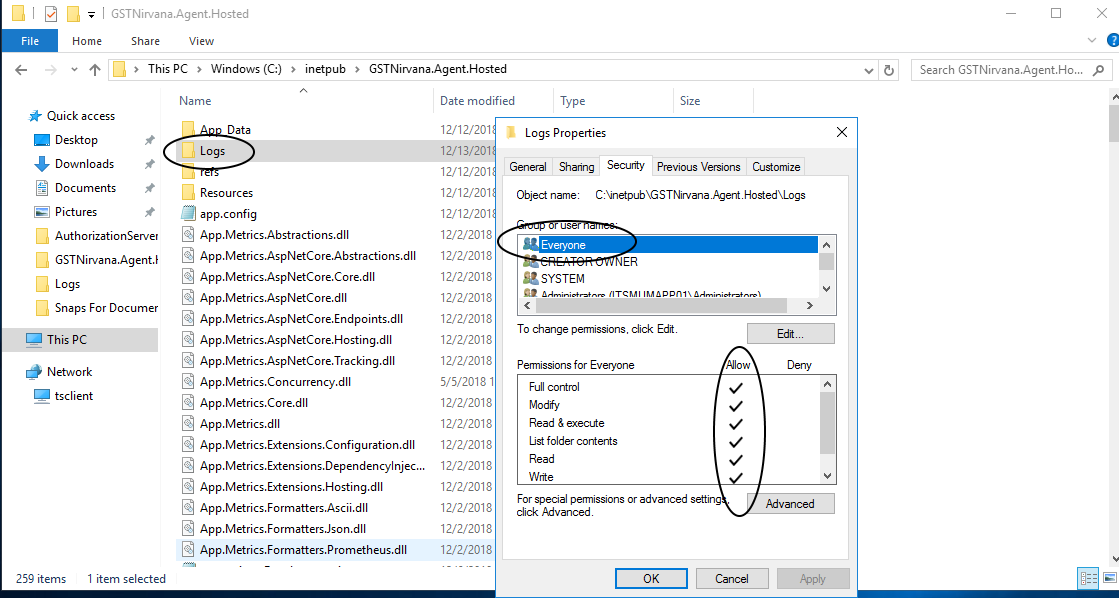 GSTNirvana.Agent.Hosted
File Home Share View
This PC Windows (C:) inetpub GSTNirvana.Agent.Hosted
Search GSTNirvana.Agent.Ho...
Quick access
Desktop
Downloads
Documents
Pictures
AuthorizationServer
GSTNirvana.Agent.H
Logs
Snaps For Documer
This PC
Network
tsclient
Name Date modified Type Size
App_Data 12/12/2018
Logs 12/13/2018
refs 12/12/2018
Resources 12/12/2018
app.config 12/12/2018
App.Metrics.Abstractions.dll 12/2/2018
App.Metrics.AspNetCore.Abstractions.dll 12/2/2018
App.Metrics.AspNetCore.Core.dll 12/2/2018
App.Metrics.AspNetCore.dll 12/2/2018
App.Metrics.AspNetCore.Endpoints.dll 12/2/2018
App.Metrics.AspNetCore.Hosting.dll 12/2/2018
App.Metrics.AspNetCore.Tracking.dll 12/2/2018
App.Metrics.Concurrency.dll 5/5/2018 1
App.Metrics.Core.dll 12/2/2018
App.Metrics.dll 12/2/2018
App.Metrics.Extensions.Configuration.dll 12/2/2018
App.Metrics.Extensions.DependencyInjec... 12/2/2018
App.Metrics.Extensions.Hosting.dll 12/2/2018
App.Metrics.Formatters.Ascii.dll 12/2/2018
App.Metrics.Formatters.Json.dll 12/2/2018
App.Metrics.Formatters.Prometheus.dll 12/2/2018
259 items 1 item selected
Logs Properties
General Sharing Security Previous Versions Customize
Object name: C:\inetpub\GSTNirvana.Agent.Hosted\Logs
Group or user names:
Everyone
CREATOR OWNER
SYSTEM
Administrators (ITSMUMAPP01\Administrators)
To change permissions, click Edit. Edit...
Permissions for Everyone Allow Deny
Full control
Modify
Read & execute
List folder contents
Read
Write
For special permissions or advanced settings,
click Advanced.
Advanced
OK Cancel Apply